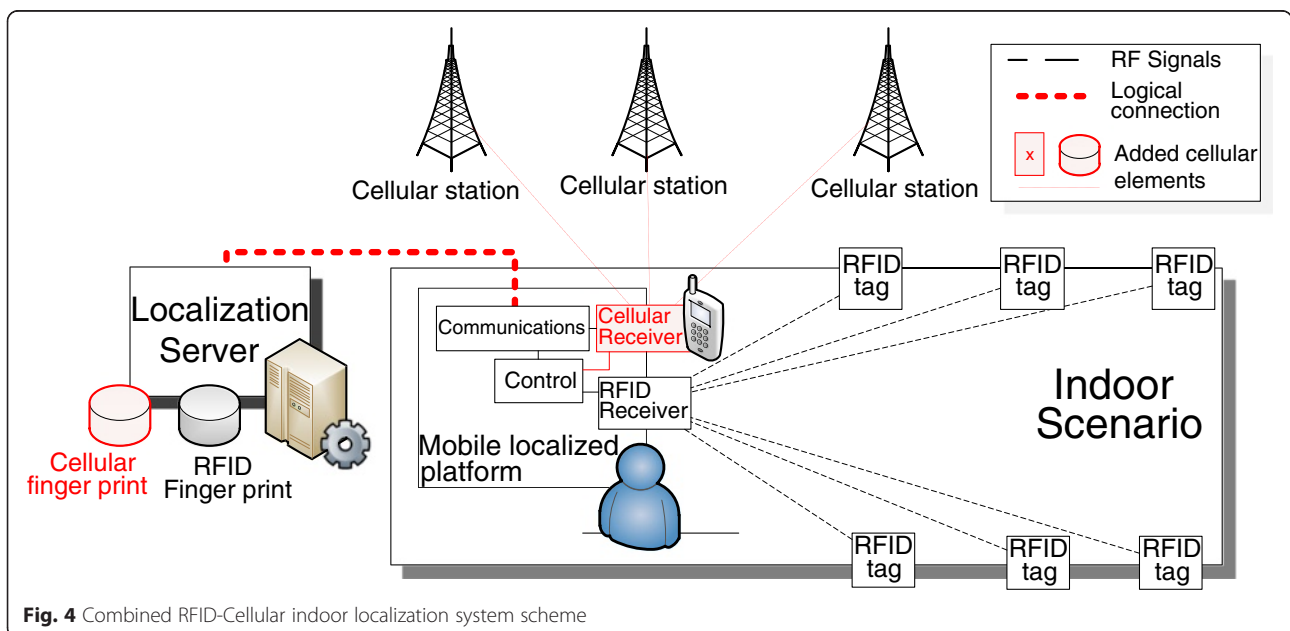 RF Signals
Logical
connection
x
Added cellular
elements
Cellular station
Cellular station
Cellular station
Localization
Server
Cellular
finger print
RFID
Finger print
Communications
Cellular
Receiver
Control
RFID
Receiver
Mobile localized
platform
RFID
tag
RFID
tag
RFID
tag
Indoor
Scenario
RFID
tag
RFID
tag
RFID
tag
Fig. 4 Combined RFID-Cellular indoor localization system scheme